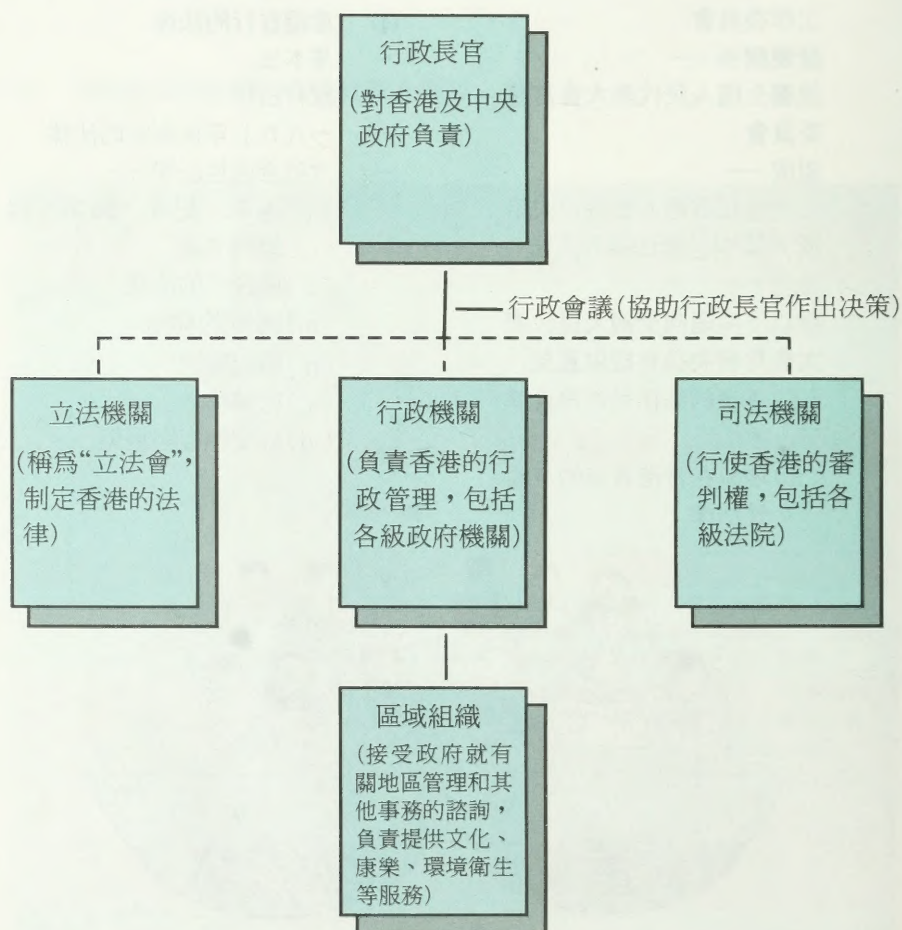 行政長官
(對香港及中央
政府負責)
行政會議(協助行政長官作出決策)
立法機關
(稱爲“立法會”,
制定香港的法
律)
行政機關
(負責香港的行
政管理，包括
各級政府機關)
司法機關
(行使香港的審
判權，包括各
級法院)
區域組織
(接受政府就有
關地區管理和其
他事務的諮詢，
負責提供文化、
康樂、環境衛生
等服務)